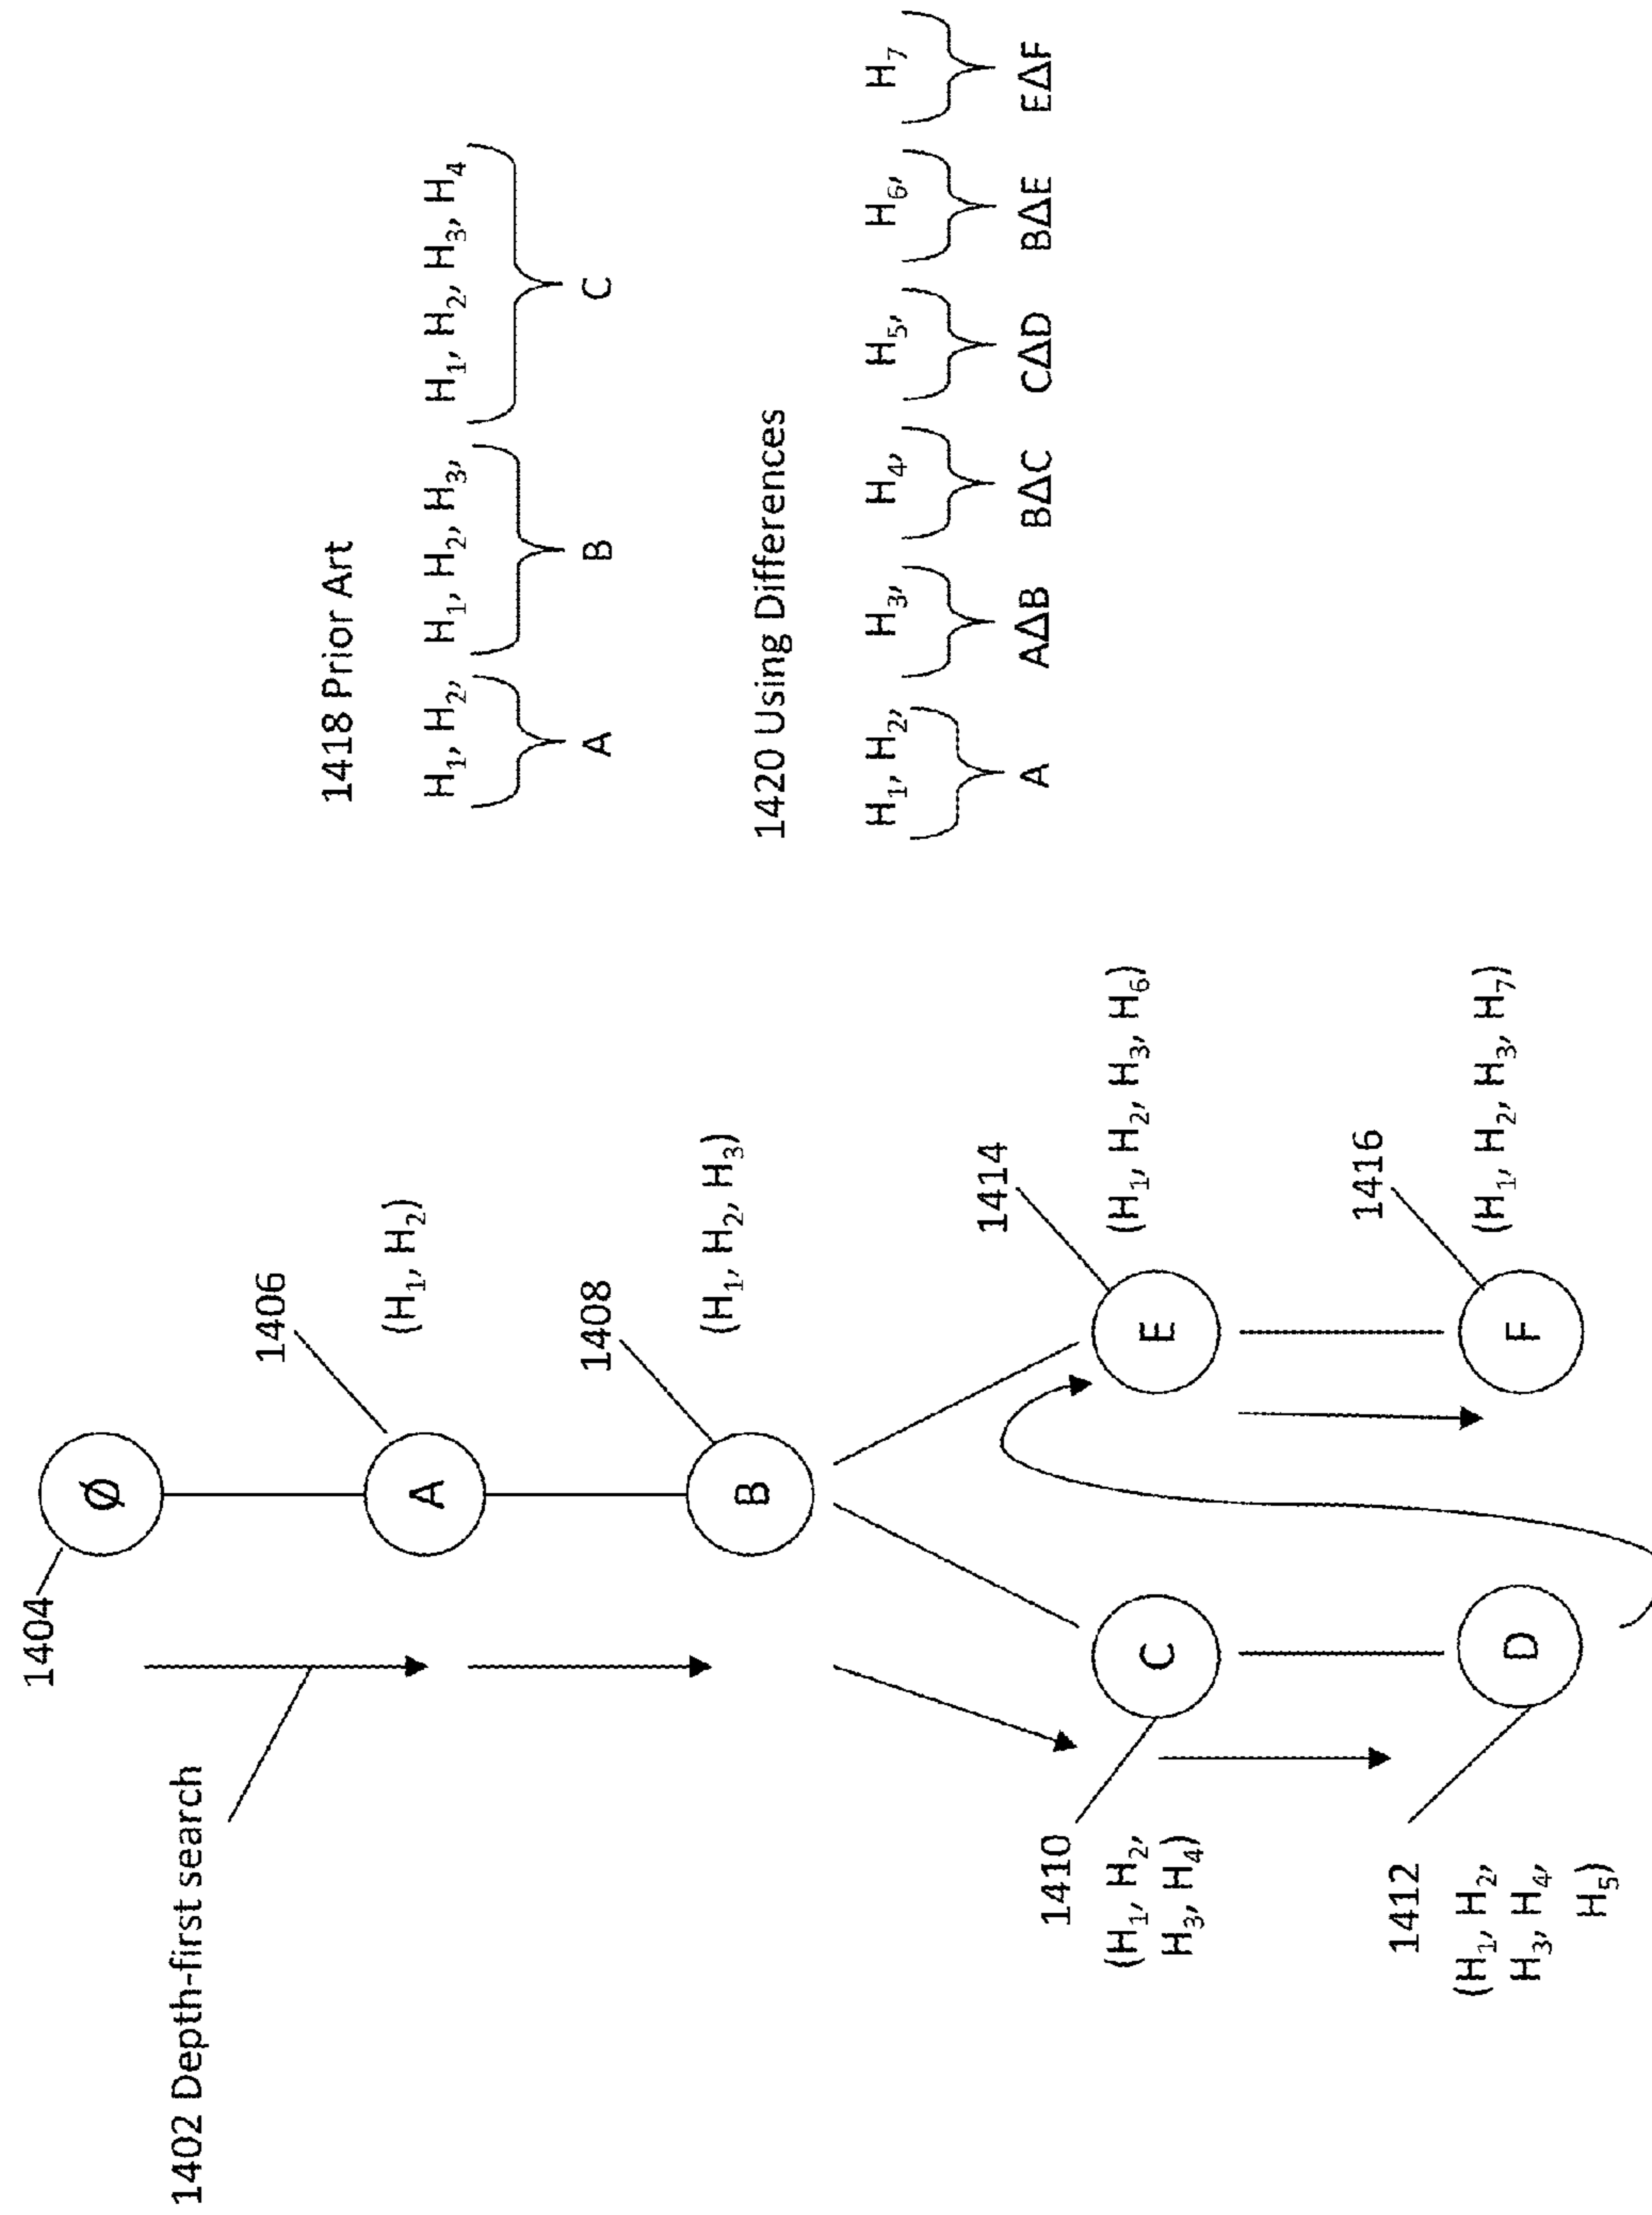 1402 Depth-first search
1404
Ø
1406
A
(H₁, H₂)
1408
B
(H₁, H₂, H₃)
1410
(H₁, H₂,
H₃, H₄)
C
1414
E
(H₁, H₂, H₃, H₆)
1412
(H₁, H₂,
H₃, H₄,
H₅)
D
1416
F
(H₁, H₂, H₃, H₇)
1418 Prior Art
H₁, H₂, H₁, H₂, H₃, H₁, H₂, H₃, H₄
A B C
1420 Using Differences
H₁, H₂, H₃, H₄, H₅, H₆, H₇
A AΔB BΔC CΔD BΔE EΔF